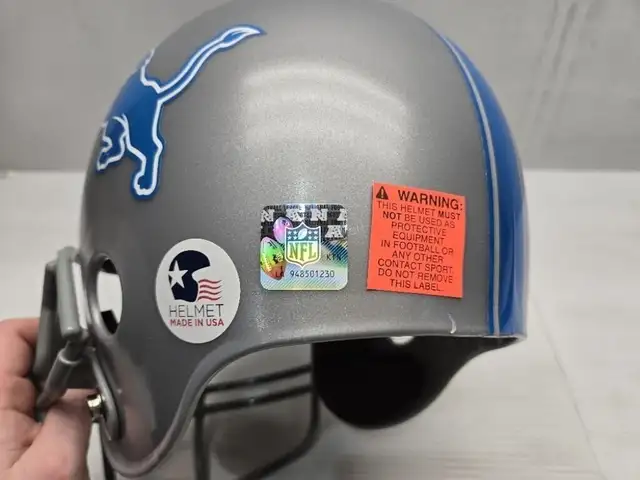 WARNING:
THIS HELMET MUST
NOT BE USED AS
PROTECTIVE
EQUIPMENT
IN FOOTBALL OR
ANY OTHER
CONTACT SPORT.
DO NOT REMOVE
THIS LABEL.
NFL
948501230
HELMET
MADE IN USA